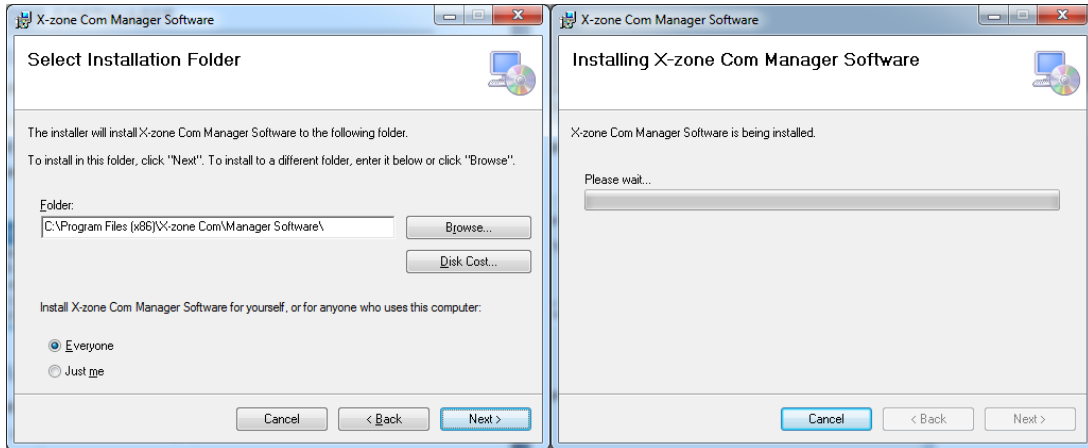 X-zone Com Manager Software
Select Installation Folder
The installer will install X-zone Com Manager Software to the following folder.
To install in this folder, click "Next". To install to a different folder, enter it below or click "Browse".
Folder:
C:\Program Files (x86)\X-zone Com\Manager Software\
Browse...
Disk Cost...
Install X-zone Com Manager Software for yourself, or for anyone who uses this computer:
Everyone
Just me
Cancel
< Back
Next >
X-zone Com Manager Software
Installing X-zone Com Manager Software
X-zone Com Manager Software is being installed.
Please wait...
Cancel
< Back
Next >